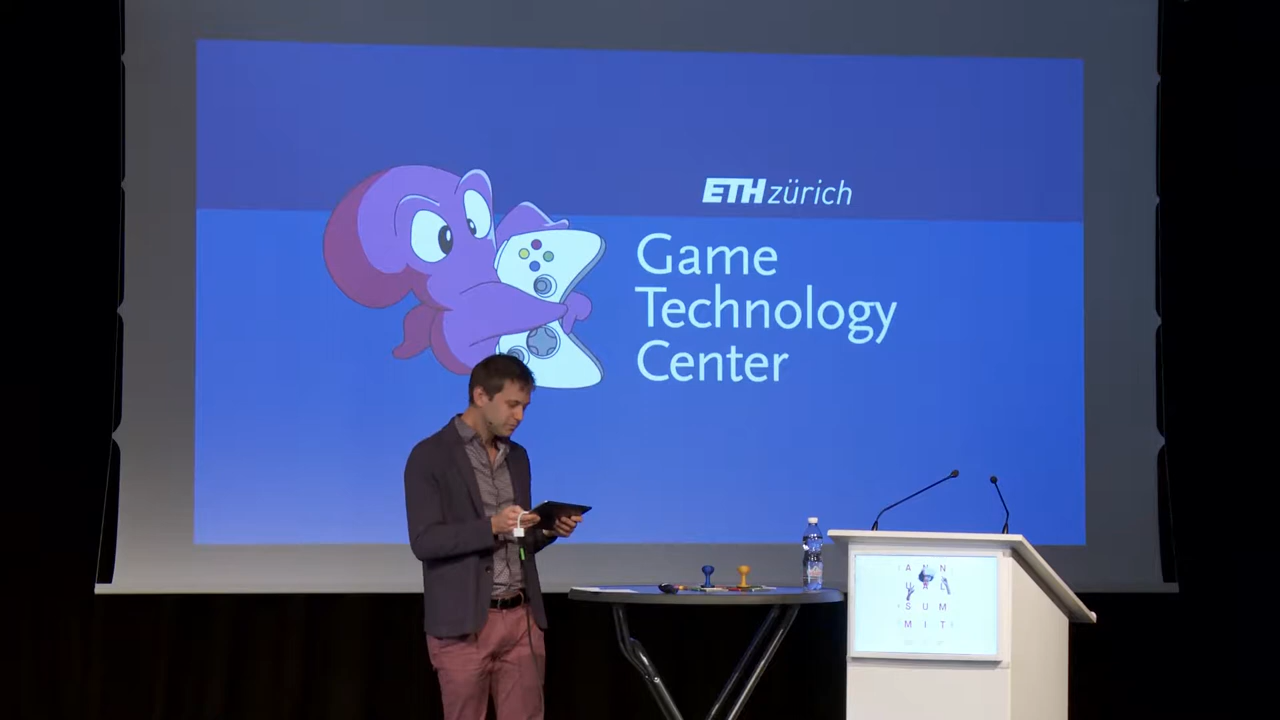 ETH zürich
Game
Technology
Center
A N N
U A L
S U M
M I T